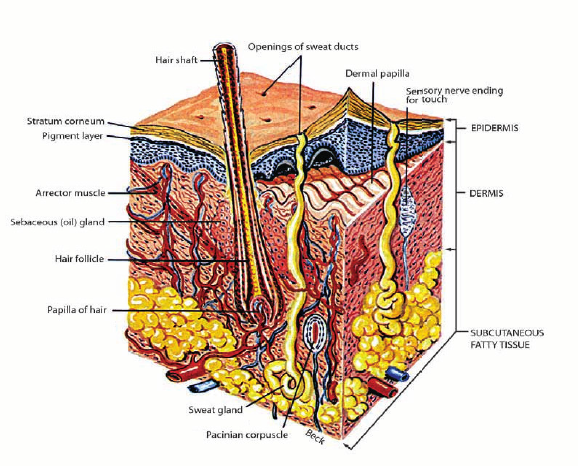 Openings of sweat ducts
Hair shaft
Dermal papilla
Sensory nerve ending
for touch
Stratum corneum
Pigment layer
EPIDERMIS
Arrector muscle
DERMIS
Sebaceous (oil) gland
Hair follicle
Papilla of hair
SUBCUTANEOUS
FATTY TISSUE
Sweat gland
Pacinian corpuscle
Beck